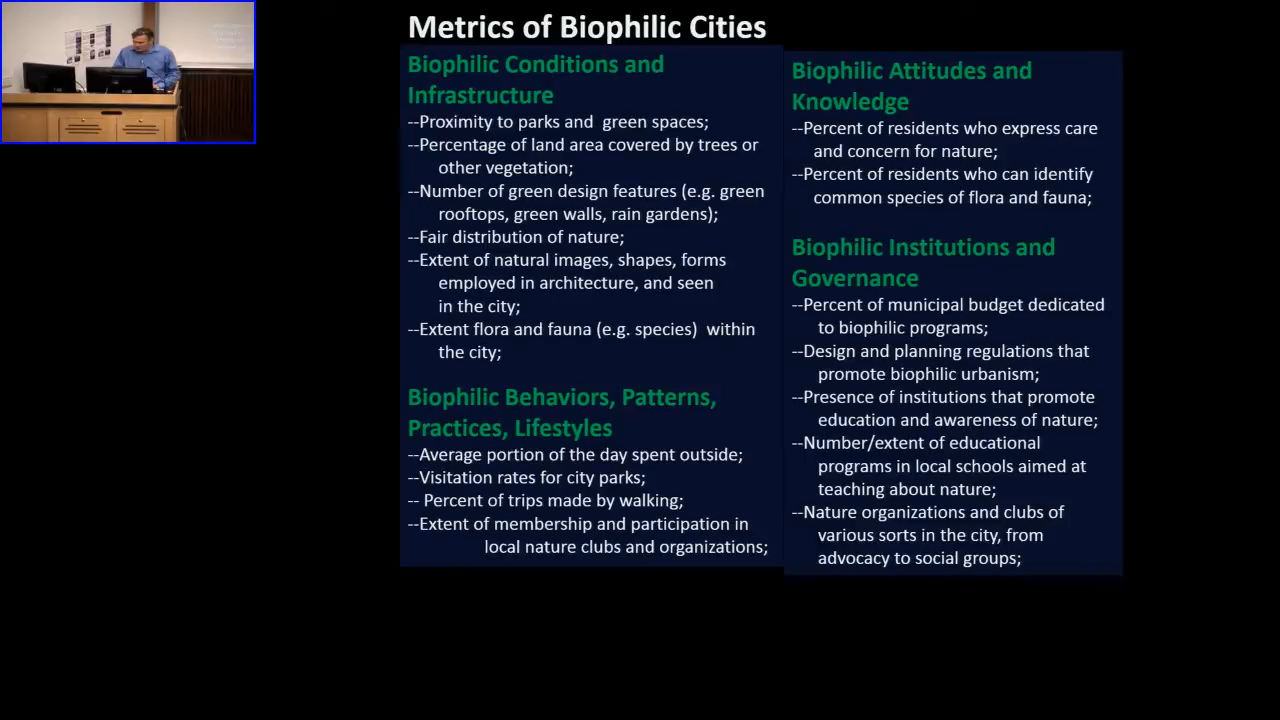 Metrics of Biophilic Cities
Biophilic Conditions and
Infrastructure
--Proximity to parks and green spaces;
--Percentage of land area covered by trees or
other vegetation;
--Number of green design features (e.g. green
rooftops, green walls, rain gardens);
--Fair distribution of nature;
--Extent of natural images, shapes, forms
employed in architecture, and seen
in the city;
--Extent flora and fauna (e.g. species) within
the city;
Biophilic Behaviors, Patterns,
Practices, Lifestyles
--Average portion of the day spent outside;
--Visitation rates for city parks;
-- Percent of trips made by walking;
--Extent of membership and participation in
local nature clubs and organizations;
Biophilic Attitudes and
Knowledge
--Percent of residents who express care
and concern for nature;
--Percent of residents who can identify
common species of flora and fauna;
Biophilic Institutions and
Governance
--Percent of municipal budget dedicated
to biophilic programs;
--Design and planning regulations that
promote biophilic urbanism;
--Presence of institutions that promote
education and awareness of nature;
--Number/extent of educational
programs in local schools aimed at
teaching about nature;
--Nature organizations and clubs of
various sorts in the city, from
advocacy to social groups;